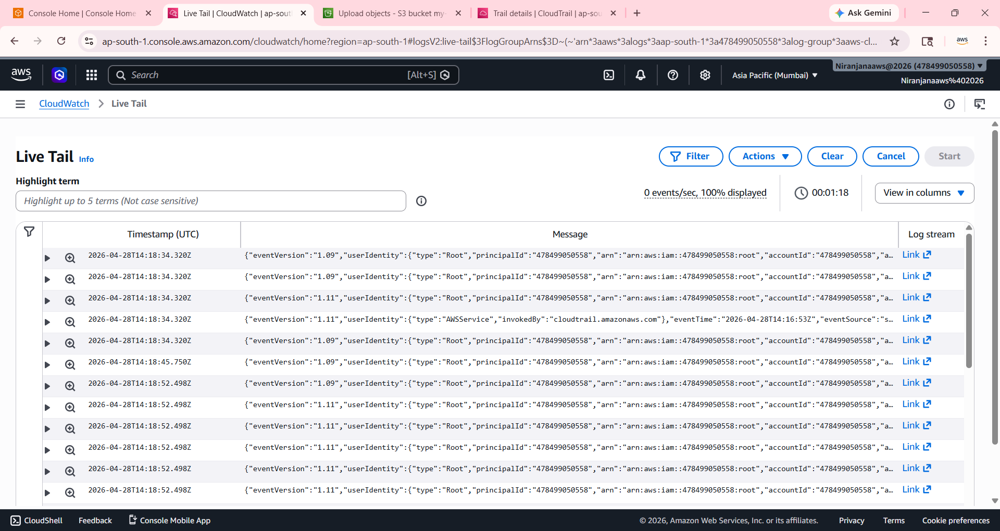 Console Home | Console Home
Live Tail | CloudWatch | ap-sout
Upload objects - S3 bucket my-
Trail details | CloudTrail | ap-sou
Ask Gemini
ap-south-1.console.aws.amazon.com/cloudwatch/home?region=ap-south-1#logsV2:live-tail$3FlogGroupArns$3D~(~'arn*3aaws*3alogs*3aap-south-1*3a478499050558*3alog-group*3aaws-cl...
aws
aws
Search
[Alt+S]
Asia Pacific (Mumbai)
Niranjanaaws@2026 (478499050558)
Niranjanaaws%402026
CloudWatch
Live Tail
Live Tail
Info
Filter
Actions
Clear
Cancel
Start
Highlight term
Highlight up to 5 terms (Not case sensitive)
0 events/sec, 100% displayed
00:01:18
View in columns
Timestamp (UTC)
Message
Log stream
2026-04-28T14:18:34.320Z {"eventVersion":"1.09","userIdentity":{"type":"Root","principalId":"478499050558","arn":"arn:aws:iam::478499050558:root","accountId":"478499050558","a... Link
2026-04-28T14:18:34.320Z {"eventVersion":"1.09","userIdentity":{"type":"Root","principalId":"478499050558","arn":"arn:aws:iam::478499050558:root","accountId":"478499050558","a... Link
2026-04-28T14:18:34.320Z {"eventVersion":"1.11","userIdentity":{"type":"Root","principalId":"478499050558","arn":"arn:aws:iam::478499050558:root","accountId":"478499050558","a... Link
2026-04-28T14:18:34.320Z {"eventVersion":"1.11","userIdentity":{"type":"AWSService","invokedBy":"cloudtrail.amazonaws.com"},"eventTime":"2026-04-28T14:16:53Z","eventSource":"s... Link
2026-04-28T14:18:34.320Z {"eventVersion":"1.09","userIdentity":{"type":"Root","principalId":"478499050558","arn":"arn:aws:iam::478499050558:root","accountId":"478499050558","a... Link
2026-04-28T14:18:45.750Z {"eventVersion":"1.09","userIdentity":{"type":"Root","principalId":"478499050558","arn":"arn:aws:iam::478499050558:root","accountId":"478499050558","a... Link
2026-04-28T14:18:52.498Z {"eventVersion":"1.09","userIdentity":{"type":"Root","principalId":"478499050558","arn":"arn:aws:iam::478499050558:root","accountId":"478499050558","a... Link
2026-04-28T14:18:52.498Z {"eventVersion":"1.11","userIdentity":{"type":"Root","principalId":"478499050558","arn":"arn:aws:iam::478499050558:root","accountId":"478499050558","a... Link
2026-04-28T14:18:52.498Z {"eventVersion":"1.11","userIdentity":{"type":"Root","principalId":"478499050558","arn":"arn:aws:iam::478499050558:root","accountId":"478499050558","a... Link
2026-04-28T14:18:52.498Z {"eventVersion":"1.11","userIdentity":{"type":"Root","principalId":"478499050558","arn":"arn:aws:iam::478499050558:root","accountId":"478499050558","a... Link
2026-04-28T14:18:52.498Z {"eventVersion":"1.11","userIdentity":{"type":"Root","principalId":"478499050558","arn":"arn:aws:iam::478499050558:root","accountId":"478499050558","a... Link
2026-04-28T14:18:52.498Z {"eventVersion":"1.11","userIdentity":{"type":"Root","principalId":"478499050558","arn":"arn:aws:iam::478499050558:root","accountId":"478499050558","a... Link
CloudShell
Feedback
Console Mobile App
© 2026, Amazon Web Services, Inc. or its affiliates.
Privacy
Terms
Cookie preferences